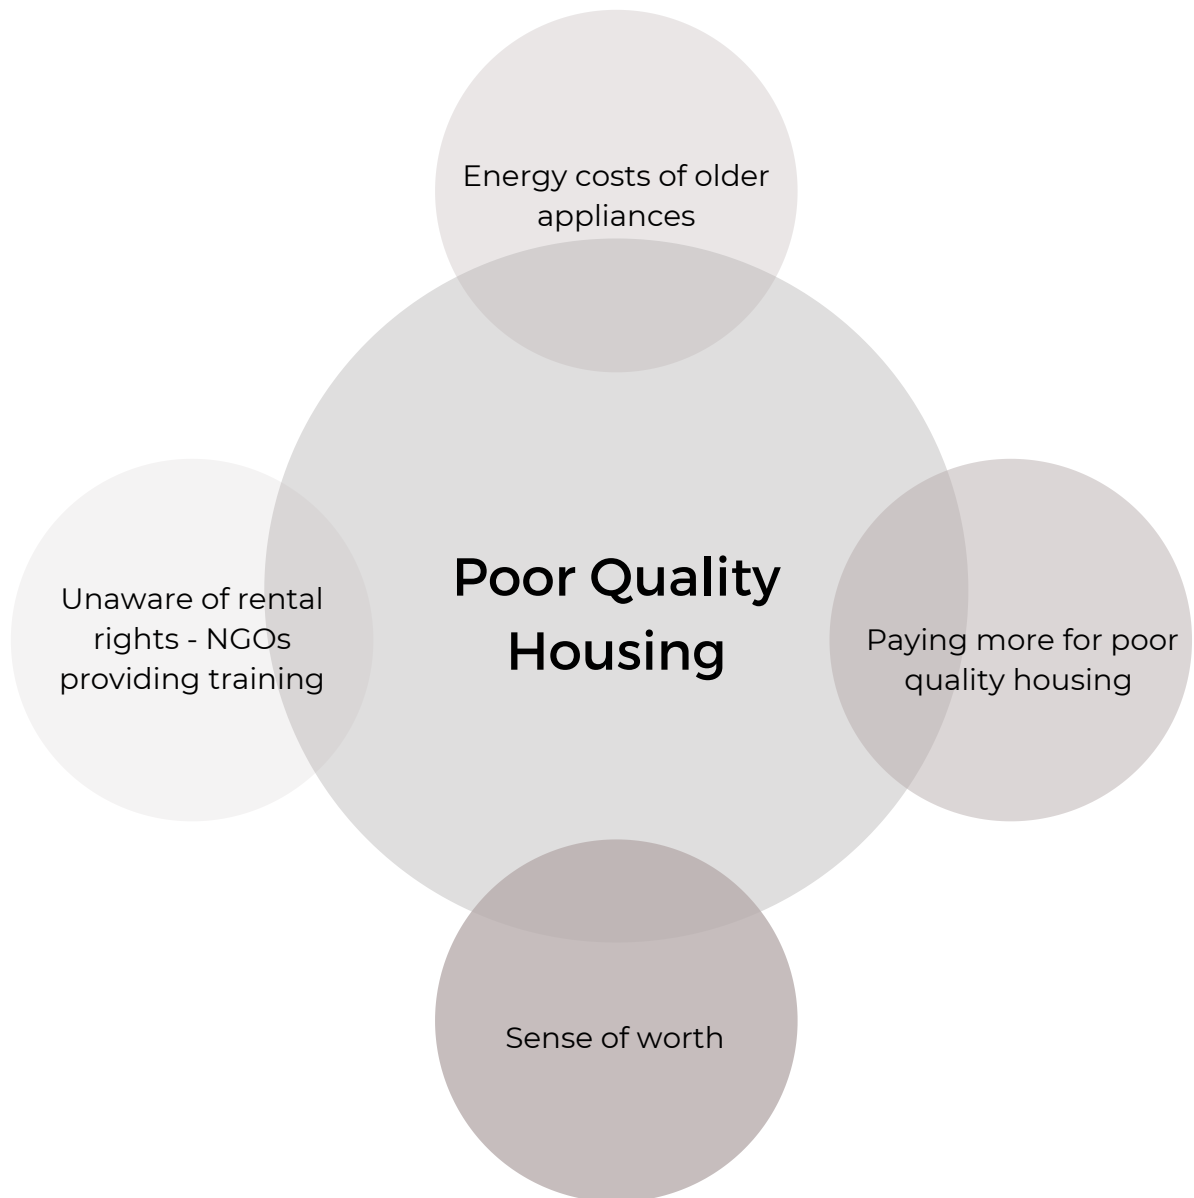 Energy costs of older
appliances
Unaware of rental
rights - NGOs
providing training
Poor Quality
Housing
Paying more for poor
quality housing
Sense of worth